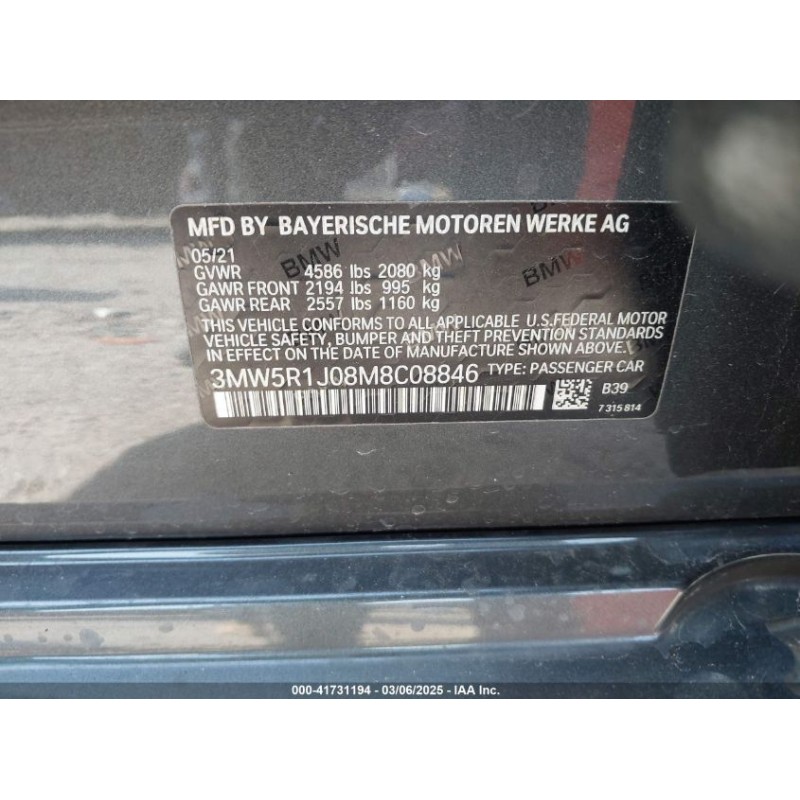 MFD BY BAYERISCHE MOTOREN WERKE AG
05/21
GVWR 4586 lbs 2080 kg
GAWR FRONT 2194 lbs 995 kg
GAWR REAR 2557 lbs 1160 kg
BMW BMW BMW
THIS VEHICLE CONFORMS TO ALL APPLICABLE U.S.FEDERAL MOTOR
VEHICLE SAFETY, BUMPER AND THEFT PREVENTION STANDARDS
IN EFFECT ON THE DATE OF MANUFACTURE SHOWN ABOVE.
3MW5R1J08M8C08846 TYPE: PASSENGER CAR
B39
7 315 814
000-41731194 - 03/06/2025 - IAA Inc.